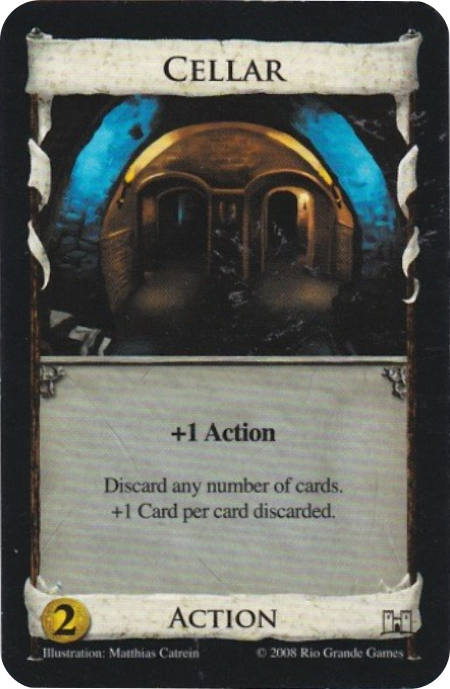 CELLAR
+1 Action
Discard any number of cards.
+1 Card per card discarded.
2
ACTION
Illustration: Matthias Catrein
© 2008 Rio Grande Games